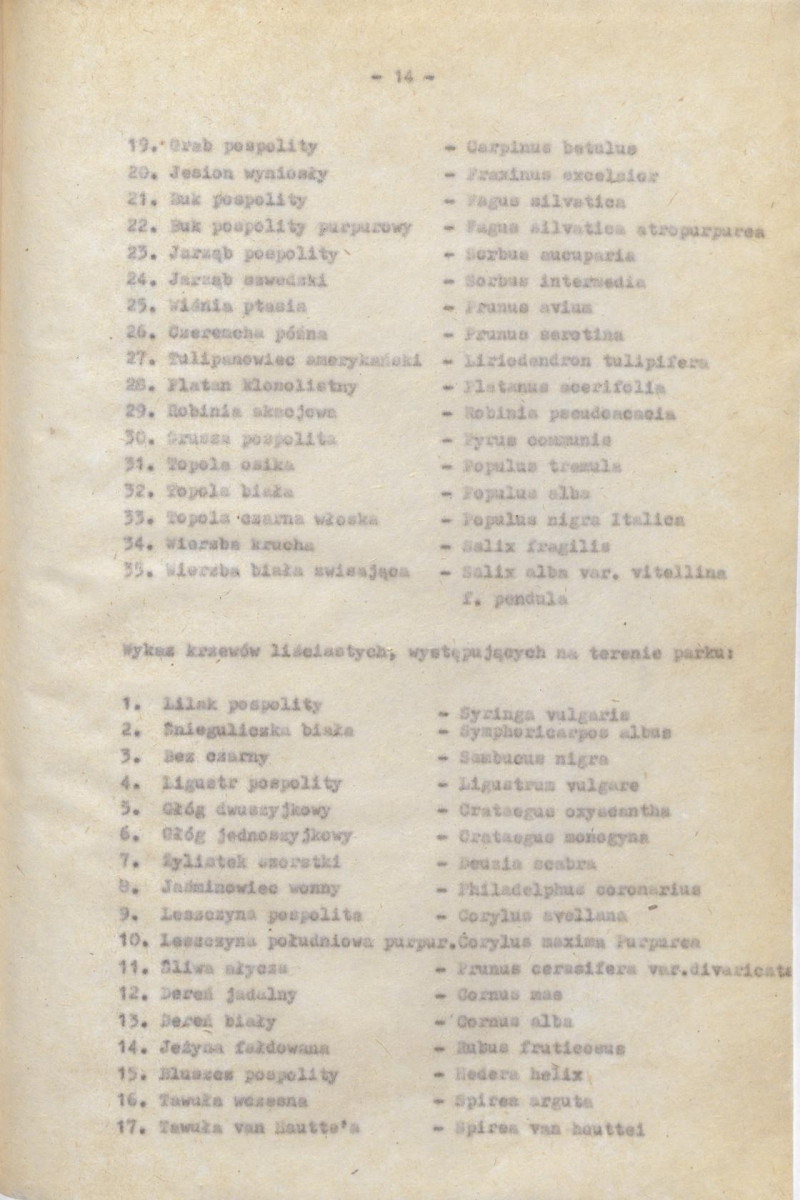 - 14 -
19. Grab pospolity - Carpinus betulus
20. Jesion wyniosły - Fraxinus excelsior
21. Buk pospolity - Fagus silvatica
22. Buk pospolity purpurowy - Fagus silvatica atropurpurea
23. Jarząb pospolity - Sorbus aucuparia
24. Jarząb szwedzki - Sorbus intermedia
25. Wiśnia ptasia - Prunus avium
26. Czeremcha późna - Prunus serotina
27. Tulipanowiec amerykański - Liriodendron tulipifera
28. Platan klonolistny - Platanus acerifolia
29. Robinia akacjowa - Robinia pseudoacacia
30. Grusza pospolita - Pyrus communis
31. Topola osika - Populus tremula
32. Topola biała - Populus alba
33. Topola czarna włoska - Populus nigra Italica
34. Wierzba krucha - Salix fragilis
35. Wierzba biała zwisająca - Salix alba var. vitellina
f. pendula
Wykaz krzewów liściastych, występujących na terenie parku:
1. Lilak pospolity - Syringa vulgaris
2. Śnieguliczka biała - Symphoricarpos albus
3. Bez czarny - Sambucus nigra
4. Ligustr pospolity - Ligustrum vulgare
5. Głóg dwuszyjkowy - Crataegus oxyacantha
6. Głóg jednoszyjkowy - Crataegus monogyna
7. Żylistek szorstki - Deuzia scabra
8. Jaśminowiec wonny - Philadelphus coronarius
9. Leszczyna pospolita - Corylus avellana
10. Leszczyna południowa purpur. Corylus maxima Purpurea
11. Śliwa ałycza - Prunus cerasifera var.divaricata
12. Dereń jadalny - Cornus mas
13. Dereń biały - Cornus alba
14. Jeżyna fałdowana - Rubus fruticosus
15. Bluszcz pospolity - Hedera helix
16. Tawuła wczesna - Spirea arguta
17. Tawuła van Houtte'a - Spirea van houttei